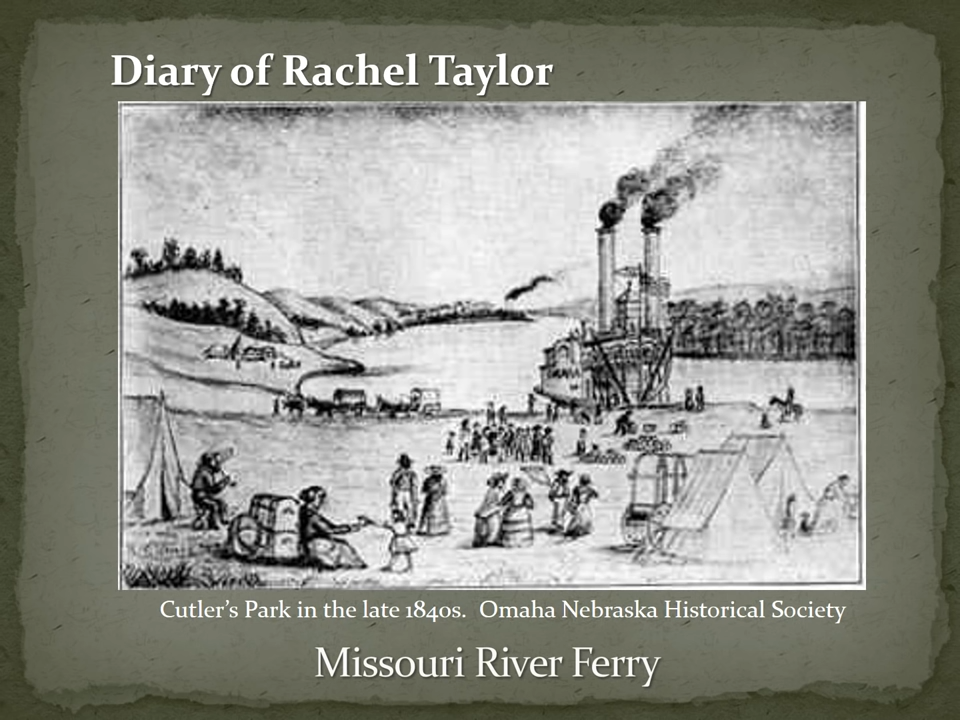 Diary of Rachel Taylor
Cutler's Park in the late 1840s.  Omaha Nebraska Historical Society
Missouri River Ferry